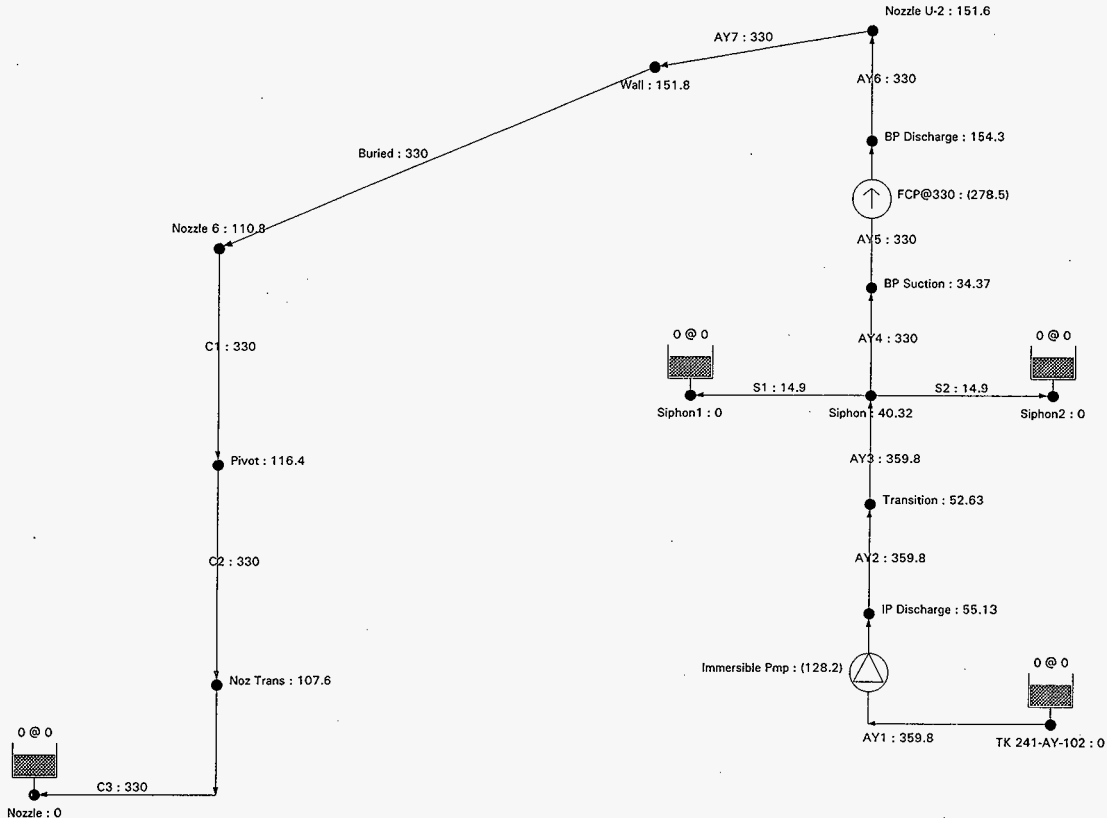 Nozzle U-2 : 151.6
AY7 : 330
Wall : 151.8
AY6 : 330
BP Discharge : 154.3
Buried : 330
FCP@330 : (278.5)
Nozzle 6 : 110.8
AY5 : 330
BP Suction : 34.37
0 @ 0
0 @ 0
C1 : 330
AY4 : 330
S1 : 14.9
S2 : 14.9
Siphon1 : 0
Siphon : 40.32
Siphon2 : 0
Pivot : 116.4
AY3 : 359.8
Transition : 52.63
C2 : 330
AY2 : 359.8
IP Discharge : 55.13
Immersible Pmp : (128.2)
0 @ 0
Noz Trans : 107.6
0 @ 0
AY1 : 359.8
TK 241-AY-102 : 0
C3 : 330
Nozzle : 0